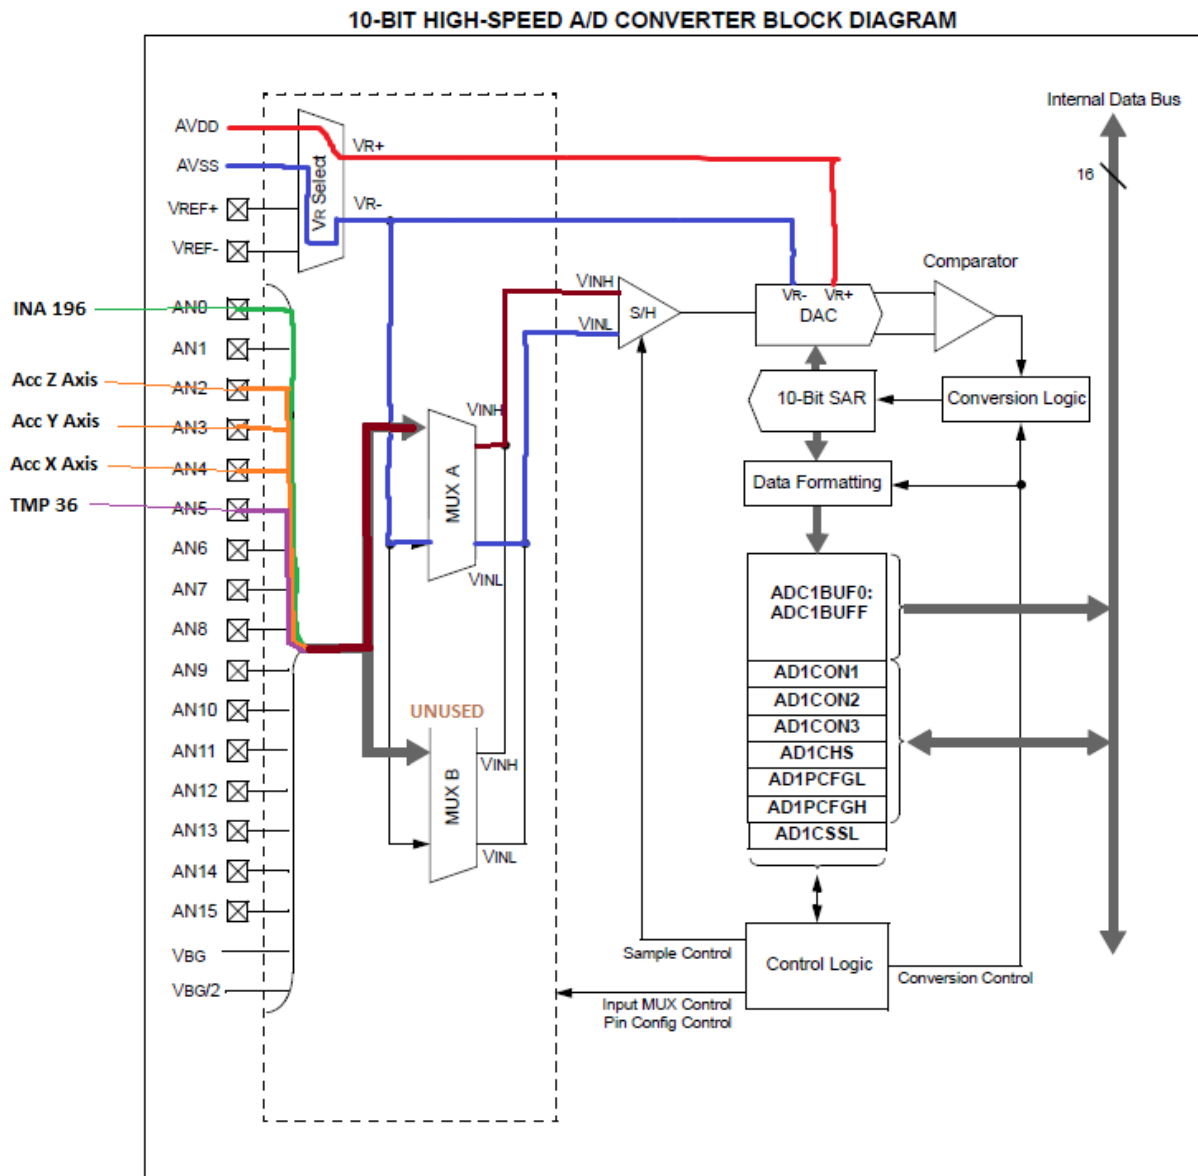 10-BIT HIGH-SPEED A/D CONVERTER BLOCK DIAGRAM
Internal Data Bus
16
AVDD
AVSS
VREF+
VREF-
VR Select
VR+
VR-
INA 196
AN0
AN1
Acc Z Axis
AN2
Acc Y Axis
AN3
Acc X Axis
AN4
TMP 36
AN5
AN6
AN7
AN8
AN9
AN10
AN11
AN12
AN13
AN14
AN15
VBG
VBG/2
VINH
MUX A
VINL
UNUSED
VINH
MUX B
VINL
VINH
VINL
S/H
VR- VR+
DAC
Comparator
10-Bit SAR
Conversion Logic
Data Formatting
ADC1BUF0:
ADC1BUFF
AD1CON1
AD1CON2
AD1CON3
AD1CHS
AD1PCFGL
AD1PCFGH
AD1CSSL
Sample Control
Control Logic
Conversion Control
Input MUX Control
Pin Config Control